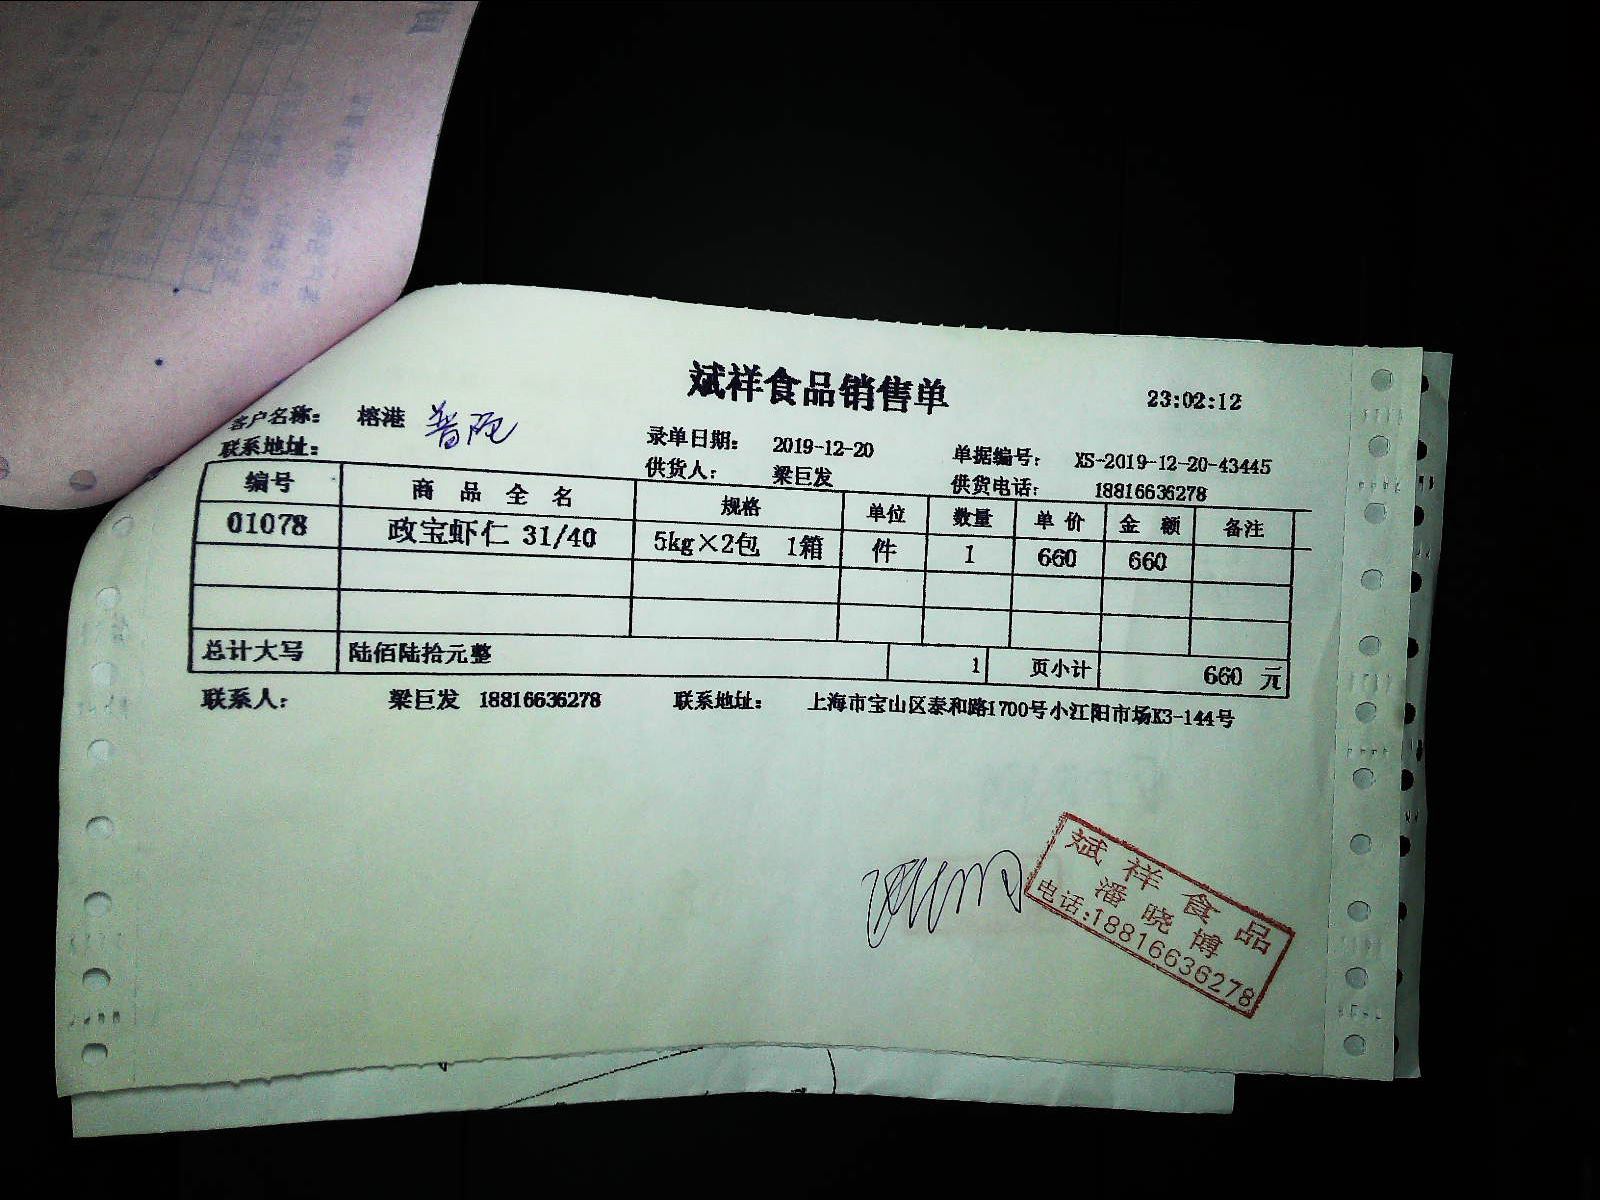 斌祥食品销售单 23:02:12
客户名称： 榕港 普陀 录单日期： 2019-12-20 单据编号： XS-2019-12-20-43445
联系地址： 供货人： 梁巨发 供货电话： 18816636278
编号 商品全名 规格 单位 数量 单价 金额 备注
01078 政宝虾仁 31/40 5kg×2包 1箱 件 1 660 660
总计大写 陆佰陆拾元整 1 页小计 660 元
联系人： 梁巨发 18816636278 联系地址： 上海市宝山区泰和路1700号小江阳市场K3-144号
斌祥食品
潘晓博
电话:18816636278